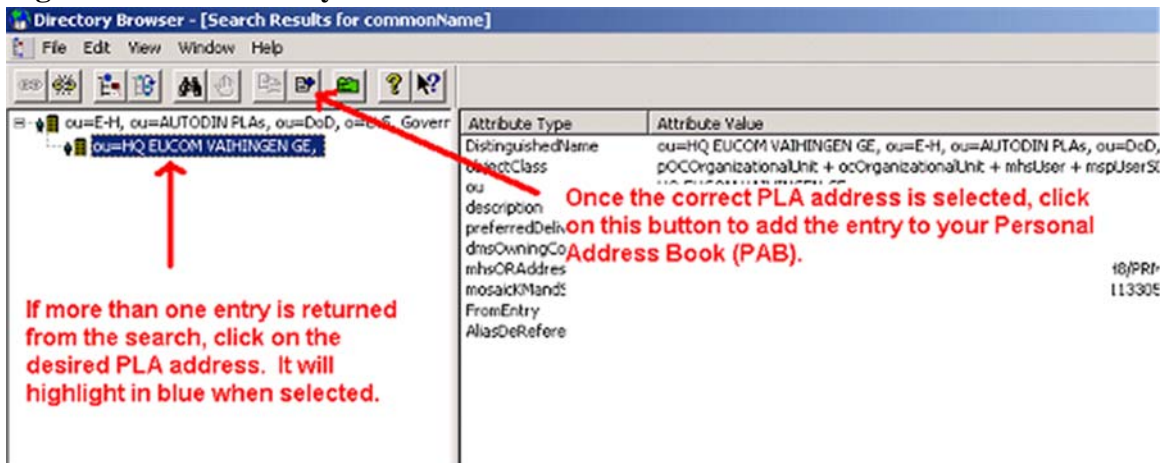 Directory Browser - [Search Results for commonName]
File Edit View Window Help
ou=E-H, ou=AUTODIN PLAs, ou=DoD, Goverr
ou=HQ EUCOM VAIHINGEN GE,
Attribute Type Attribute Value
DistinguishedName ou=HQ EUCOM VAIHINGEN GE, ou=E-H, ou=AUTODIN PLAs, ou=DoD,
objectClass pOCOrganizationalUnit + ocOrganizationalUnit + mhsUser +
ou
description
preferredDeliv
dmsOwningCo
mhsORAddres
mosaicKMandS
FromEntry
AliasDeRefere
Once the correct PLA address is selected, click
on this button to add the entry to your Personal
Address Book (PAB).
If more than one entry is returned
from the search, click on the
desired PLA address. It will
highlight in blue when selected.